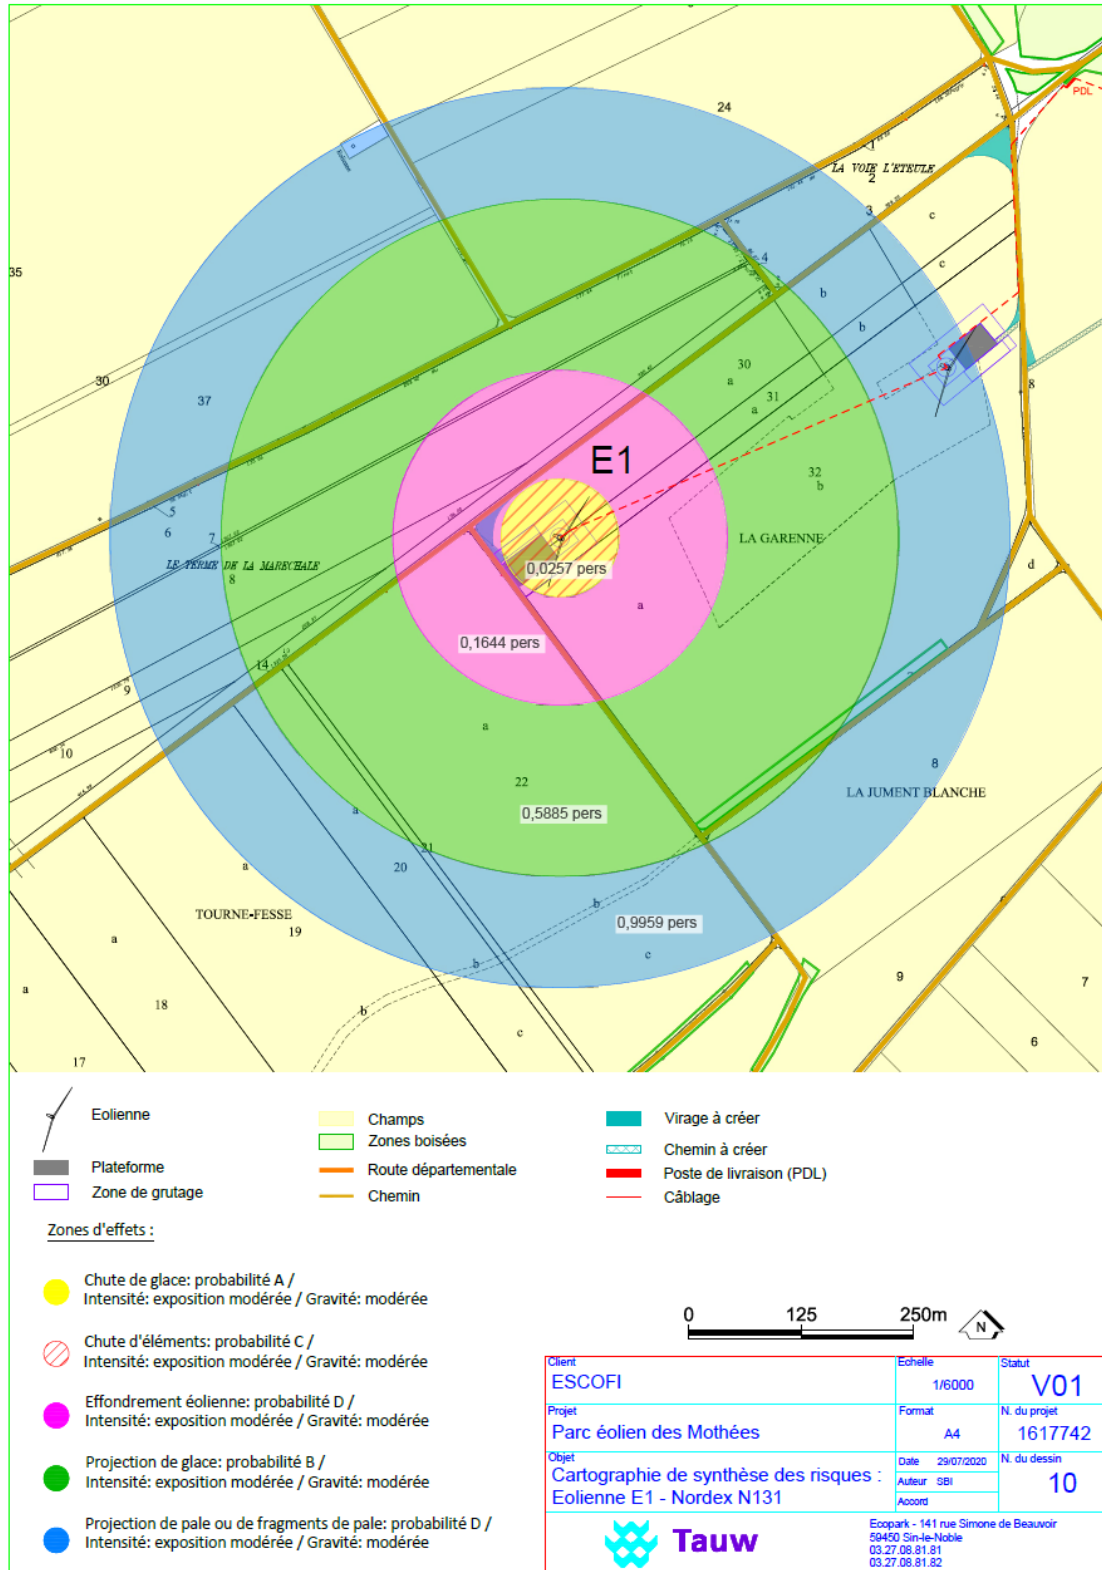 24
PDL
1
LA VOIE L'ETEULE
2
3
c
35
4
c
b
b
30
30
a
31
37
a
8
E1
32
b
5
6
7
LA GARENNE
LE TERME DE LA MARECHALE
8
d
0,0257 pers
a
0,1644 pers
14
9
a
10
8
22
LA JUMENT BLANCHE
0,5885 pers
a
21
20
a
b
TOURNE-FESSE
19
0,9959 pers
a
b
c
a
9
7
18
b
c
6
17
Eolienne
Plateforme
Zone de grutage
Champs
Zones boisées
Route départementale
Chemin
Virage à créer
Chemin à créer
Poste de livraison (PDL)
Câblage
Zones d'effets :
Chute de glace: probabilité A /
Intensité: exposition modérée / Gravité: modérée
Chute d'éléments: probabilité C /
Intensité: exposition modérée / Gravité: modérée
Effondrement éolienne: probabilité D /
Intensité: exposition modérée / Gravité: modérée
Projection de glace: probabilité B /
Intensité: exposition modérée / Gravité: modérée
Projection de pale ou de fragments de pale: probabilité D /
Intensité: exposition modérée / Gravité: modérée
0 125 250m
N
Client
ESCOFI
Echelle
1/6000
Statut
V01
Projet
Parc éolien des Mothées
Format
A4
N. du projet
1617742
Objet
Cartographie de synthèse des risques :
Eolienne E1 - Nordex N131
Date 29/07/2020
Auteur SBI
Accord
N. du dessin
10
Tauw
Ecopark - 141 rue Simone de Beauvoir
59450 Sin-le-Noble
03.27.08.81.81
03.27.08.81.82